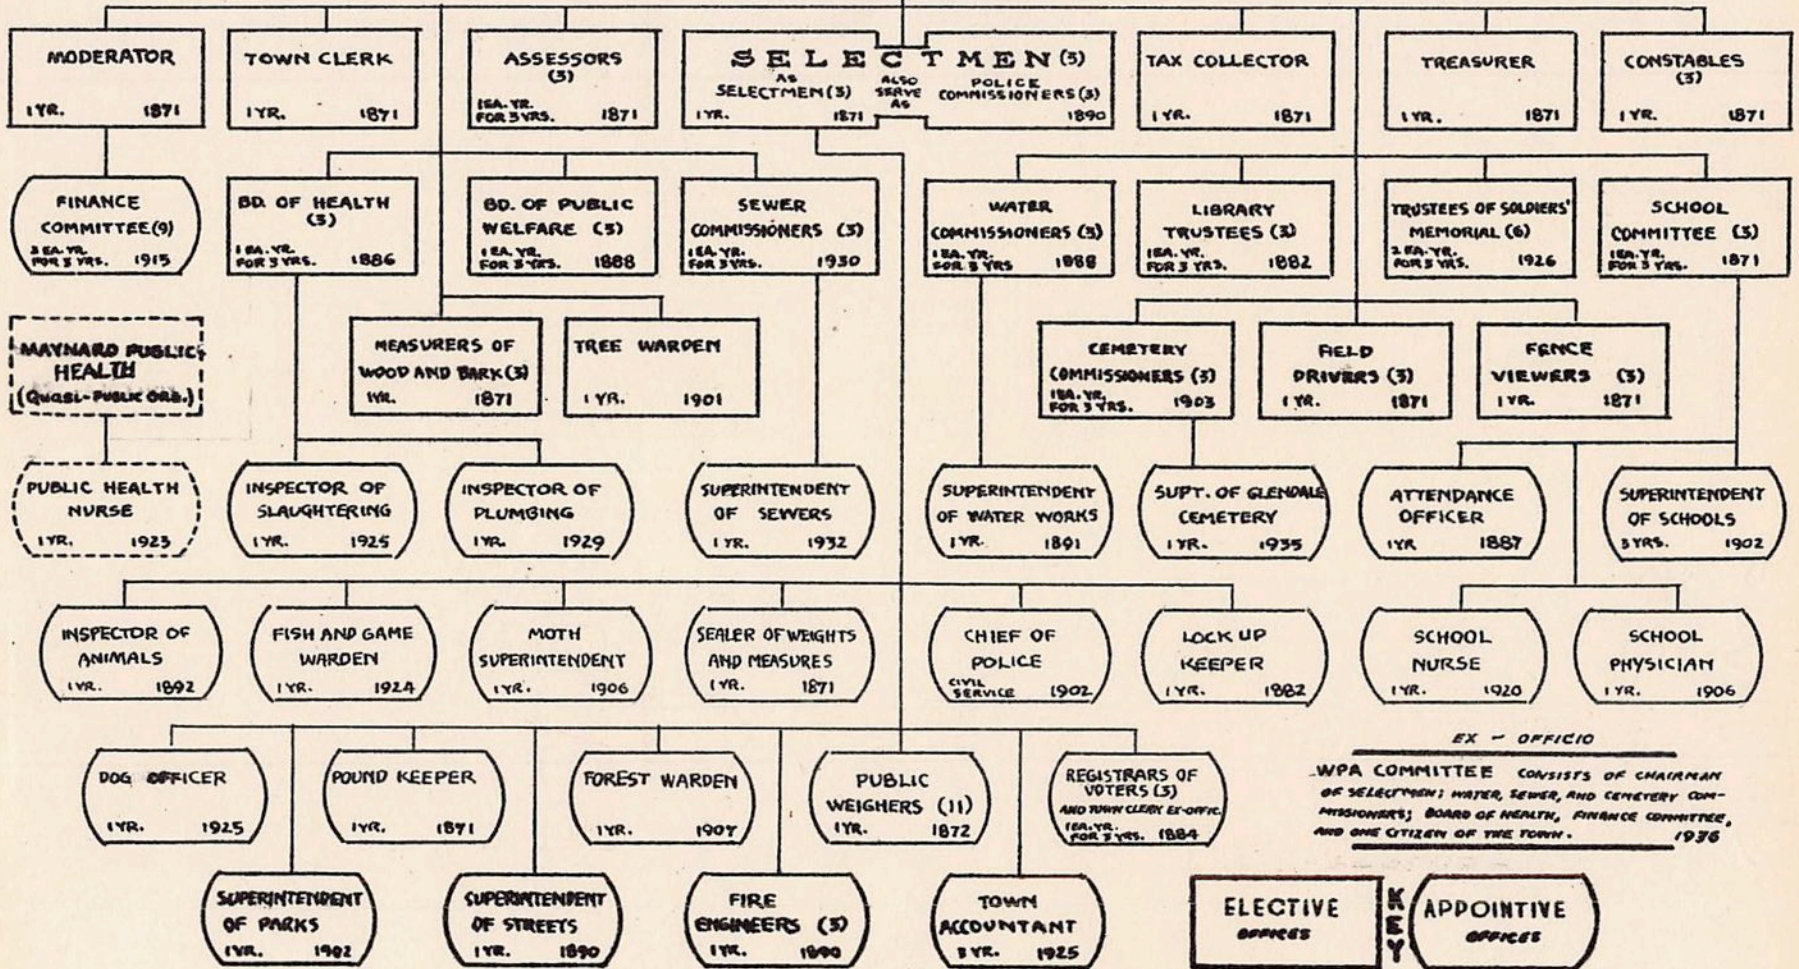 MODERATOR
1 YR. 1871
TOWN CLERK
1 YR. 1871
ASSESSORS
(3)
1 EA. YR.
FOR 3 YRS. 1871
SELECTMEN (3)
AS
SELECTMEN (3)
1 YR. 1871
ALSO
SERVE
AS
POLICE
COMMISSIONERS (3)
1890
TAX COLLECTOR
1 YR. 1871
TREASURER
1 YR. 1871
CONSTABLES
(3)
1 YR. 1871
FINANCE
COMMITTEE (9)
3 EA. YR.
FOR 3 YRS. 1915
BD. OF HEALTH
(3)
1 EA. YR.
FOR 3 YRS. 1886
BD. OF PUBLIC
WELFARE (3)
1 EA. YR.
FOR 3 YRS. 1888
SEWER
COMMISSIONERS (3)
1 EA. YR.
FOR 3 YRS. 1930
WATER
COMMISSIONERS (3)
1 EA. YR.
FOR 3 YRS 1888
LIBRARY
TRUSTEES (3)
1 EA. YR.
FOR 3 YRS. 1882
TRUSTEES OF SOLDIERS'
MEMORIAL (6)
2 EA. YR.
FOR 3 YRS. 1926
SCHOOL
COMMITTEE (3)
1 EA. YR.
FOR 3 YRS. 1871
MAYNARD PUBLIC
HEALTH
(QUASI-PUBLIC ORG.)
MEASURERS OF
WOOD AND BARK (3)
1 YR. 1871
TREE WARDEN
1 YR. 1901
CEMETERY
COMMISSIONERS (3)
1 EA. YR.
FOR 3 YRS. 1903
FIELD
DRIVERS (3)
1 YR. 1871
FENCE
VIEWERS (3)
1 YR. 1871
PUBLIC HEALTH
NURSE
1 YR. 1923
INSPECTOR OF
SLAUGHTERING
1 YR. 1925
INSPECTOR OF
PLUMBING
1 YR. 1929
SUPERINTENDENT
OF SEWERS
1 YR. 1932
SUPERINTENDENT
OF WATER WORKS
1 YR. 1891
SUPT. OF GLENDALE
CEMETERY
1 YR. 1935
ATTENDANCE
OFFICER
1 YR 1887
SUPERINTENDENT
OF SCHOOLS
3 YRS. 1902
INSPECTOR OF
ANIMALS
1 YR. 1892
FISH AND GAME
WARDEN
1 YR. 1924
MOTH
SUPERINTENDENT
1 YR. 1906
SEALER OF WEIGHTS
AND MEASURES
1 YR. 1871
CHIEF OF
POLICE
CIVIL
SERVICE 1902
LOCK UP
KEEPER
1 YR. 1882
SCHOOL
NURSE
1 YR. 1920
SCHOOL
PHYSICIAN
1 YR. 1906
DOG OFFICER
1 YR. 1925
POUND KEEPER
1 YR. 1871
FOREST WARDEN
1 YR. 1907
PUBLIC
WEIGHERS (11)
1 YR. 1872
REGISTRARS OF
VOTERS (3)
AND TOWN CLERK EX-OFFIC.
1 EA. YR.
FOR 3 YRS. 1884
EX - OFFICIO
WPA COMMITTEE CONSISTS OF CHAIRMAN
OF SELECTMEN; WATER, SEWER, AND CEMETERY COM-
MISSIONERS; BOARD OF HEALTH, FINANCE COMMITTEE,
AND ONE CITIZEN OF THE TOWN. 1936
SUPERINTENDENT
OF PARKS
1 YR. 1902
SUPERINTENDENT
OF STREETS
1 YR. 1890
FIRE
ENGINEERS (3)
1 YR. 1890
TOWN
ACCOUNTANT
3 YR. 1925
ELECTIVE
OFFICES
KEY
APPOINTIVE
OFFICES